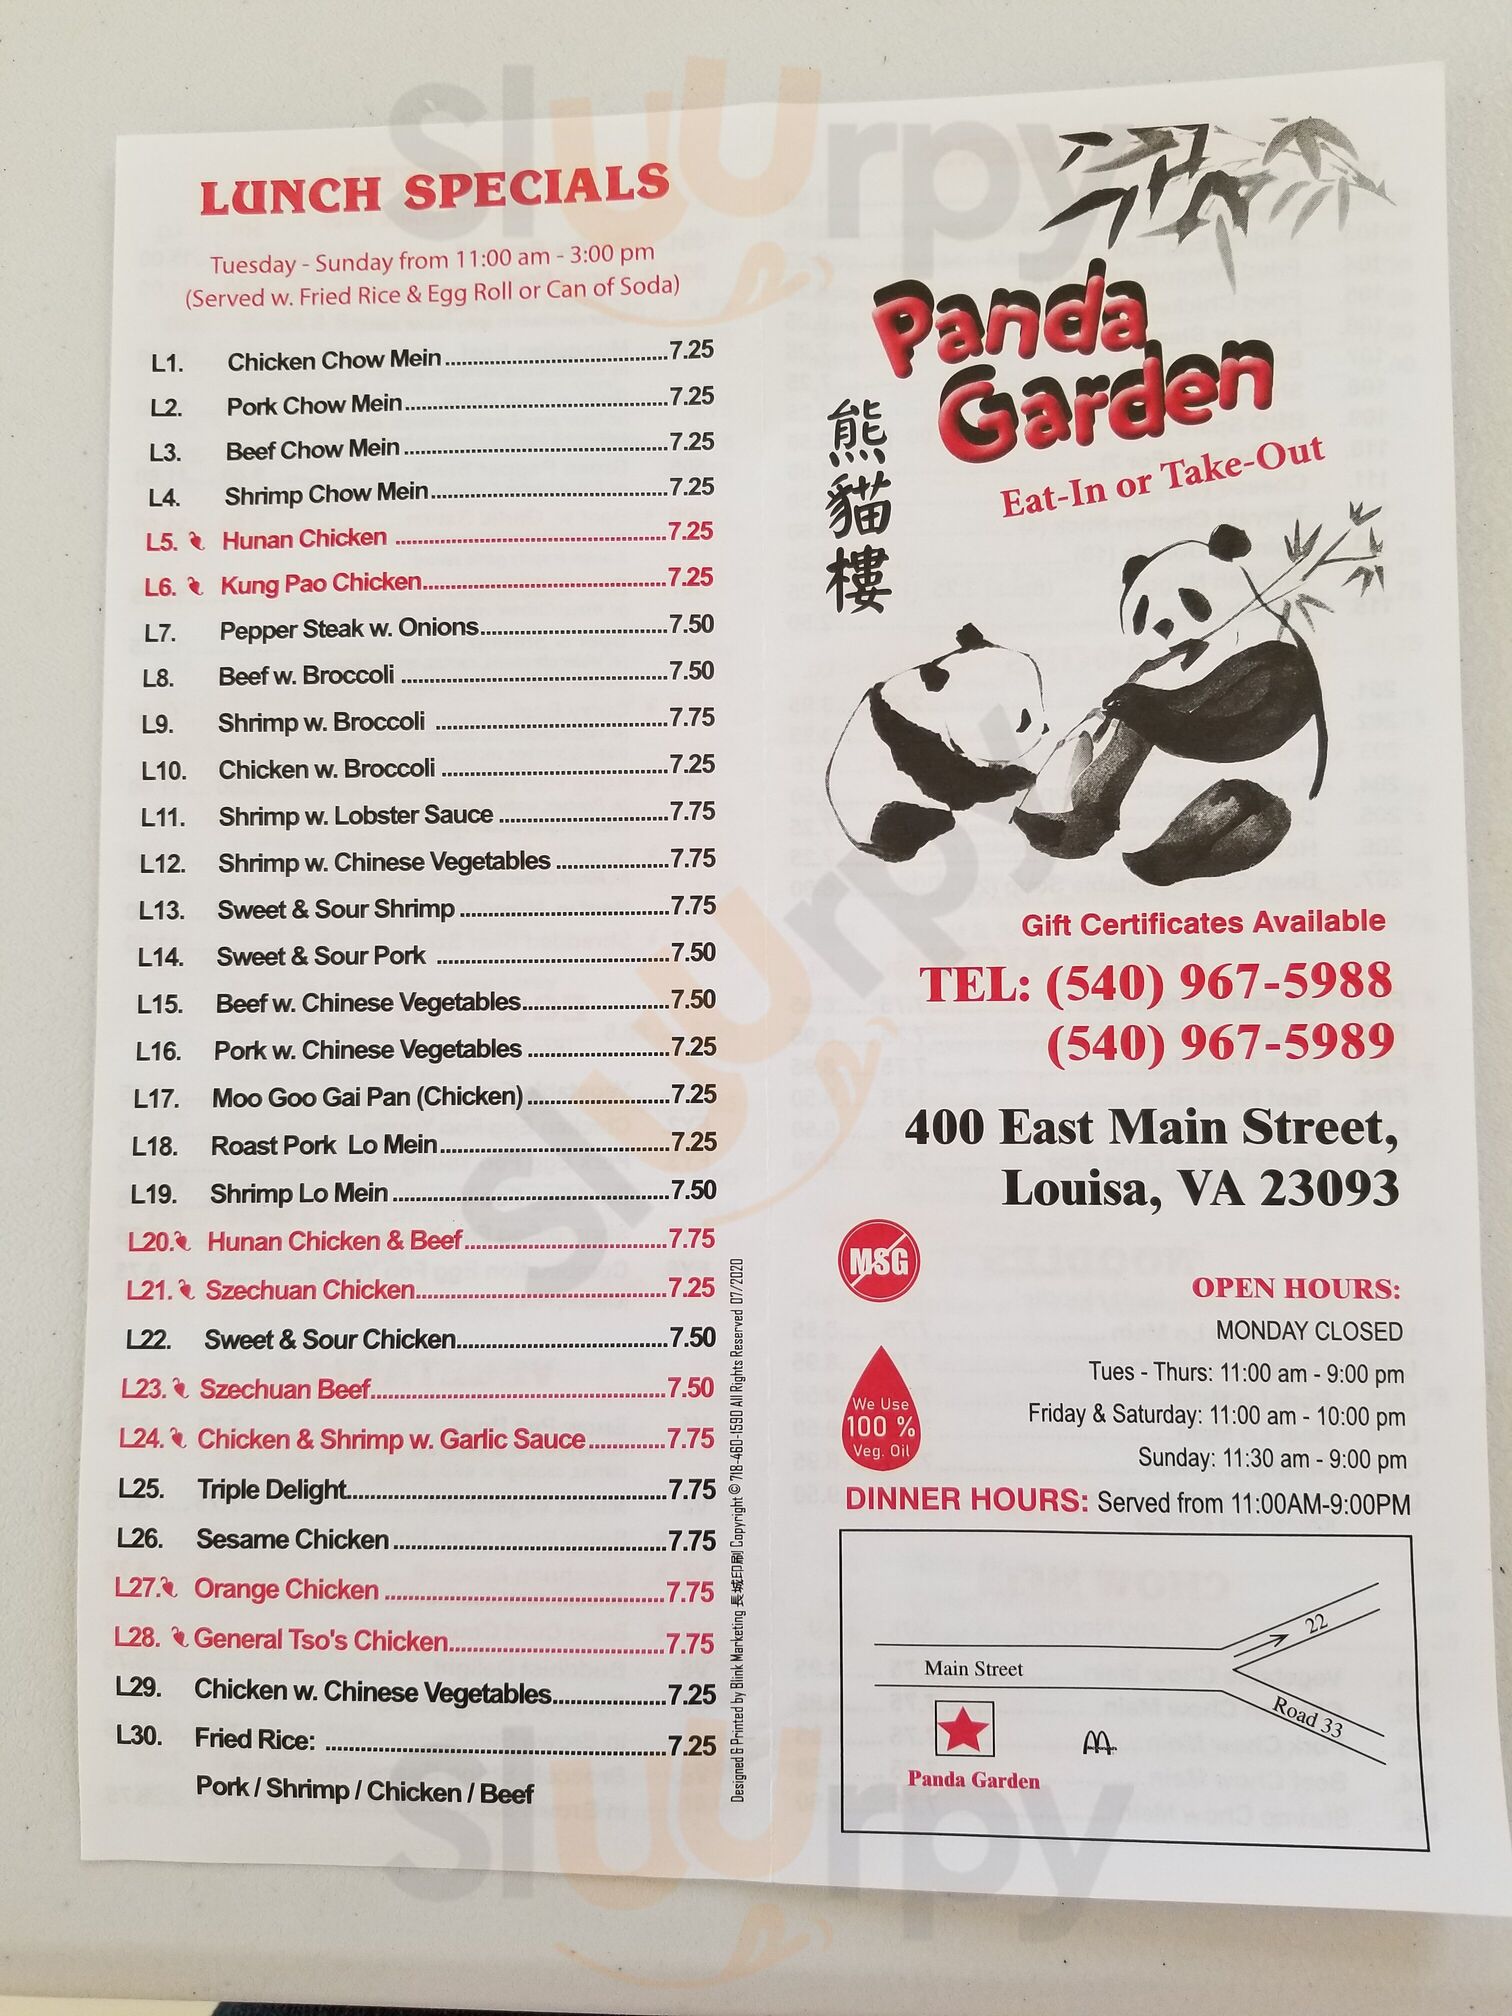 LUNCH SPECIALS
Tuesday - Sunday from 11:00 am - 3:00 pm
(Served w. Fried Rice & Egg Roll or Can of Soda)
L1. Chicken Chow Mein 7.25
L2. Pork Chow Mein 7.25
L3. Beef Chow Mein 7.25
L4. Shrimp Chow Mein 7.25
L5. Hunan Chicken 7.25
L6. Kung Pao Chicken 7.25
L7. Pepper Steak w. Onions 7.50
L8. Beef w. Broccoli 7.50
L9. Shrimp w. Broccoli 7.75
L10. Chicken w. Broccoli 7.25
L11. Shrimp w. Lobster Sauce 7.75
L12. Shrimp w. Chinese Vegetables 7.75
L13. Sweet & Sour Shrimp 7.75
L14. Sweet & Sour Pork 7.50
L15. Beef w. Chinese Vegetables 7.50
L16. Pork w. Chinese Vegetables 7.25
L17. Moo Goo Gai Pan (Chicken) 7.25
L18. Roast Pork Lo Mein 7.25
L19. Shrimp Lo Mein 7.50
L20. Hunan Chicken & Beef 7.75
L21. Szechuan Chicken 7.25
L22. Sweet & Sour Chicken 7.50
L23. Szechuan Beef 7.50
L24. Chicken & Shrimp w. Garlic Sauce 7.75
L25. Triple Delight 7.75
L26. Sesame Chicken 7.75
L27. Orange Chicken 7.75
L28. General Tso's Chicken 7.75
L29. Chicken w. Chinese Vegetables 7.25
L30. Fried Rice: 7.25
Pork / Shrimp / Chicken / Beef
Designed & Printed by Blink Marketing 長城印刷 Copyright © 718-460-1590 All Rights Reserved 07/2020
Panda
Garden
熊貓樓
Eat-In or Take-Out
Gift Certificates Available
TEL: (540) 967-5988
(540) 967-5989
400 East Main Street,
Louisa, VA 23093
MSG
OPEN HOURS:
MONDAY CLOSED
Tues - Thurs: 11:00 am - 9:00 pm
Friday & Saturday: 11:00 am - 10:00 pm
Sunday: 11:30 am - 9:00 pm
We Use
100 %
Veg. Oil
DINNER HOURS: Served from 11:00AM-9:00PM
22
Main Street
Road 33
Panda Garden
sluurpy
sluurpy
sluurpy